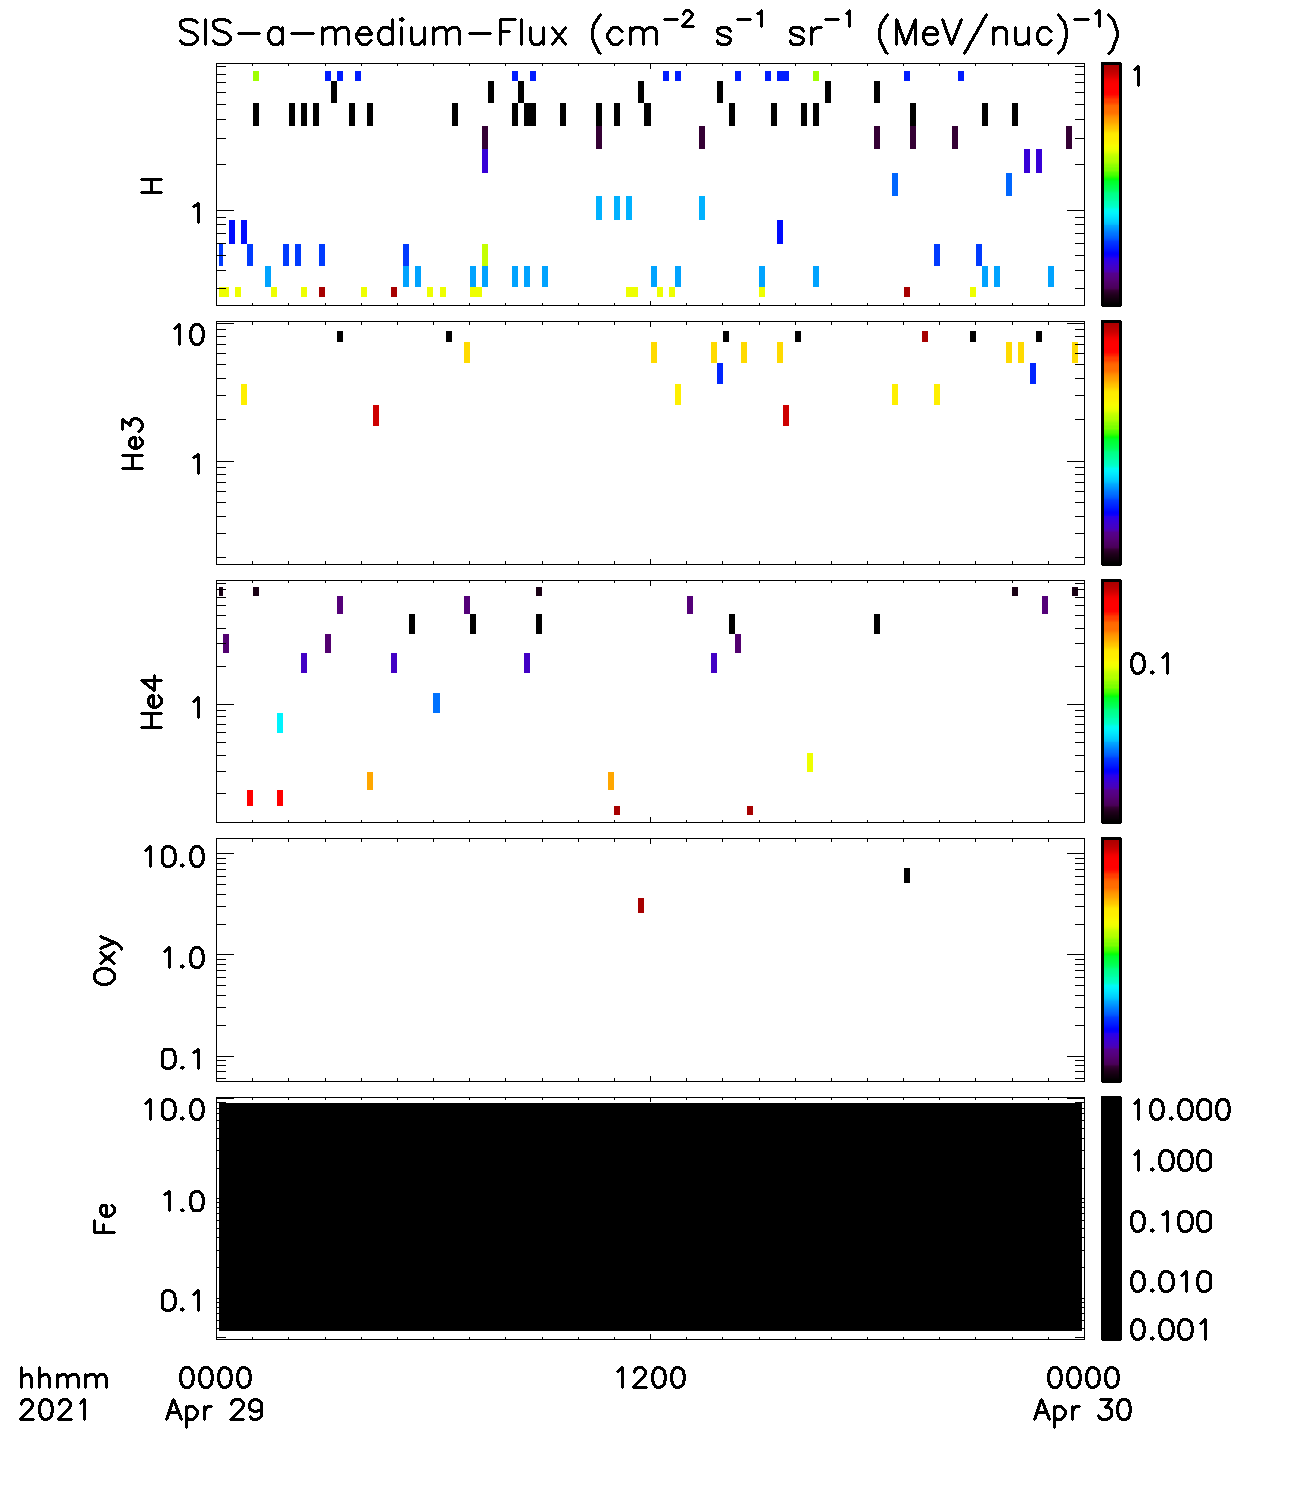 SIS-a-medium-Flux (cm⁻² s⁻¹ sr⁻¹ (MeV/nuc)⁻¹)
H
1
1
He3
10
1
He4
1
0.1
Oxy
10.0
1.0
0.1
Fe
10.0
1.0
0.1
10.000
1.000
0.100
0.010
0.001
hhmm 0000 1200 0000
2021 Apr 29 Apr 30